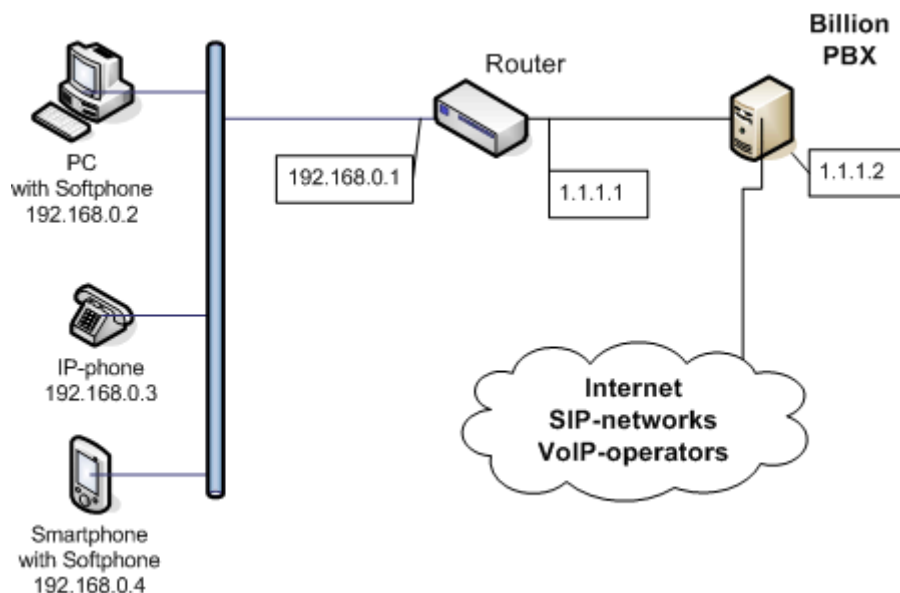 Billion
PBX
Router
PC
with Softphone
192.168.0.2
192.168.0.1
1.1.1.1
1.1.1.2
IP-phone
192.168.0.3
Internet
SIP-networks
VoIP-operators
Smartphone
with Softphone
192.168.0.4